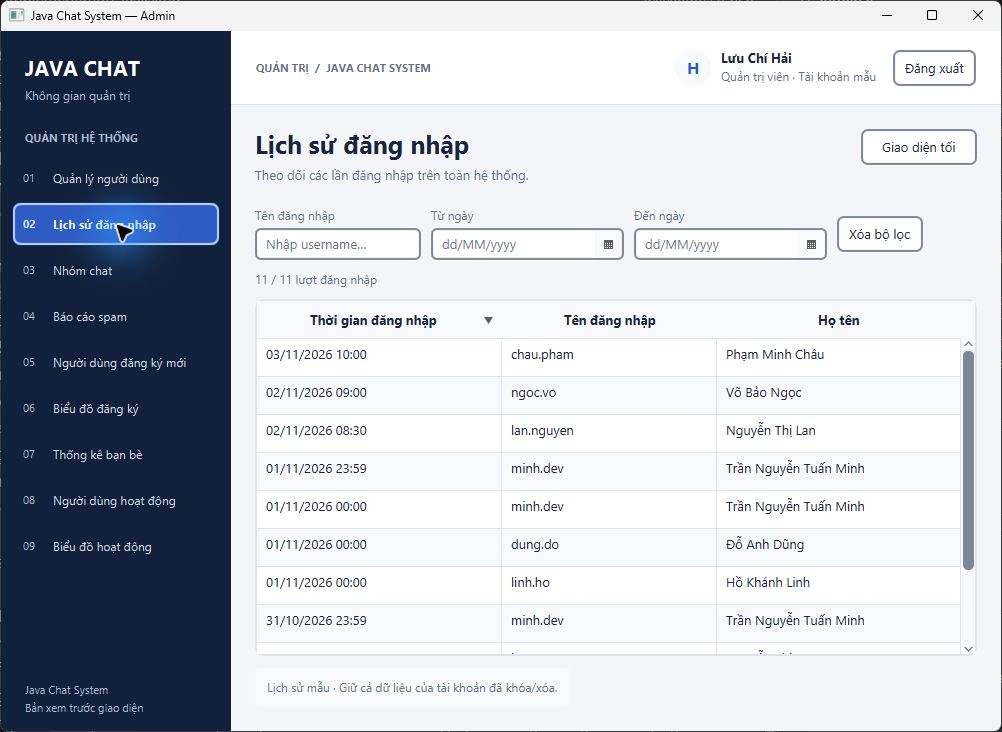 Java Chat System — Admin
JAVA CHAT
Không gian quản trị
QUẢN TRỊ HỆ THỐNG
01 Quản lý người dùng
02 Lịch sử đăng nhập
03 Nhóm chat
04 Báo cáo spam
05 Người dùng đăng ký mới
06 Biểu đồ đăng ký
07 Thống kê bạn bè
08 Người dùng hoạt động
09 Biểu đồ hoạt động
Java Chat System
Bản xem trước giao diện
QUẢN TRỊ / JAVA CHAT SYSTEM
H
Lưu Chí Hải
Quản trị viên · Tài khoản mẫu
Đăng xuất
Lịch sử đăng nhập
Theo dõi các lần đăng nhập trên toàn hệ thống.
Giao diện tối
Tên đăng nhập Từ ngày Đến ngày
Nhập username... dd/MM/yyyy dd/MM/yyyy Xóa bộ lọc
11 / 11 lượt đăng nhập
Thời gian đăng nhập Tên đăng nhập Họ tên
03/11/2026 10:00 chau.pham Phạm Minh Châu
02/11/2026 09:00 ngoc.vo Võ Bảo Ngọc
02/11/2026 08:30 lan.nguyen Nguyễn Thị Lan
01/11/2026 23:59 minh.dev Trần Nguyễn Tuấn Minh
01/11/2026 00:00 minh.dev Trần Nguyễn Tuấn Minh
01/11/2026 00:00 dung.do Đỗ Anh Dũng
01/11/2026 00:00 linh.ho Hồ Khánh Linh
31/10/2026 23:59 minh.dev Trần Nguyễn Tuấn Minh
Lịch sử mẫu · Giữ cả dữ liệu của tài khoản đã khóa/xóa.